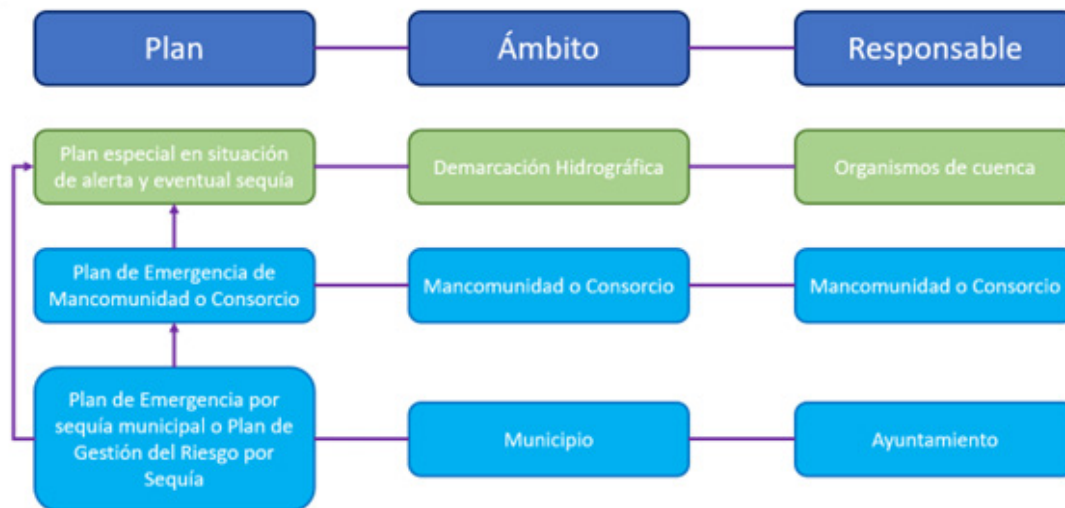 Plan
Ámbito
Responsable
Plan especial en situación
de alerta y eventual sequía
Demarcación Hidrográfica
Organismos de cuenca
Plan de Emergencia de
Mancomunidad o Consorcio
Mancomunidad o Consorcio
Mancomunidad o Consorcio
Plan de Emergencia por
sequía municipal o Plan de
Gestión del Riesgo por
Sequía
Municipio
Ayuntamiento